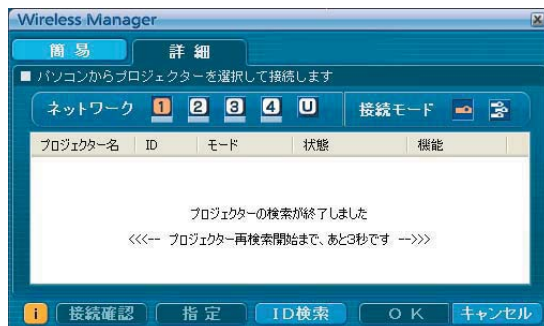 Wireless Manager
簡易 詳細
■ パソコンからプロジェクターを選択して接続します
ネットワーク 1 2 3 4 U 接続モード
プロジェクター名 ID モード 状態 機能
プロジェクターの検索が終了しました
<<<-- プロジェクター再検索開始まで、あと3秒です -->>>
i 接続確認 指定 ID検索 OK キャンセル